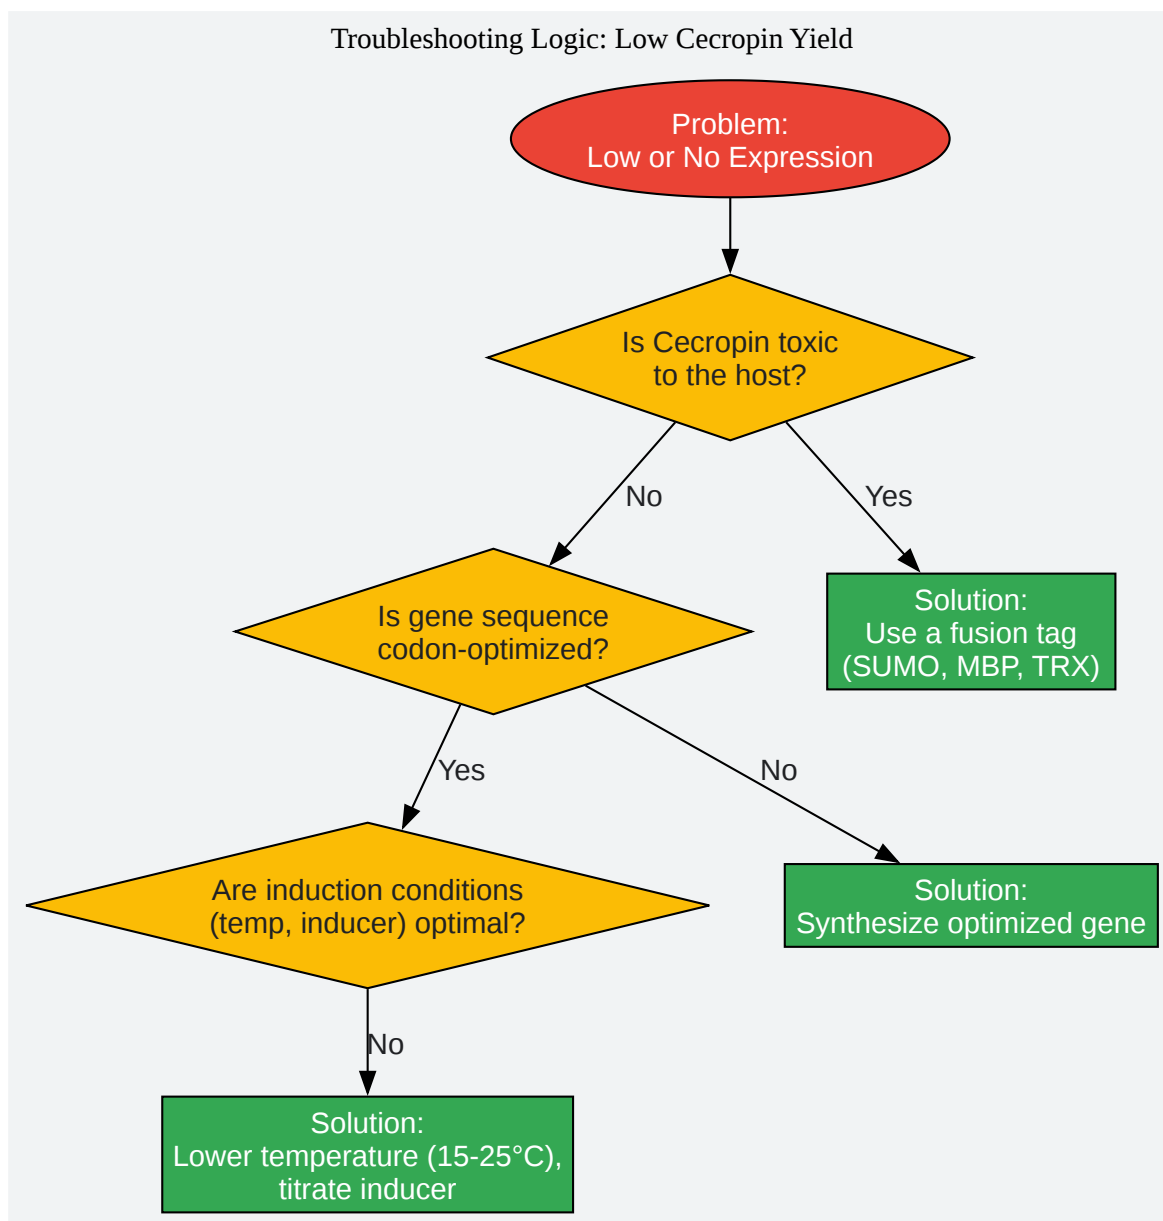 Troubleshooting Logic: Low Cecropin Yield
Problem:
Low or No Expression
Is Cecropin toxic
to the host?
No
Yes
Is gene sequence
codon-optimized?
Solution:
Use a fusion tag
(SUMO, MBP, TRX)
Yes
No
Are induction conditions
(temp, inducer) optimal?
Solution:
Synthesize optimized gene
No
Solution:
Lower temperature (15-25°C),
titrate inducer